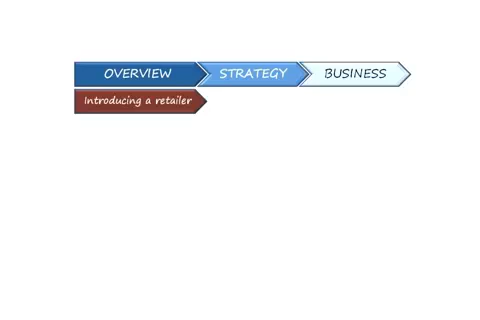 OVERVIEW STRATEGY BUSINESS
Introducing a retailer